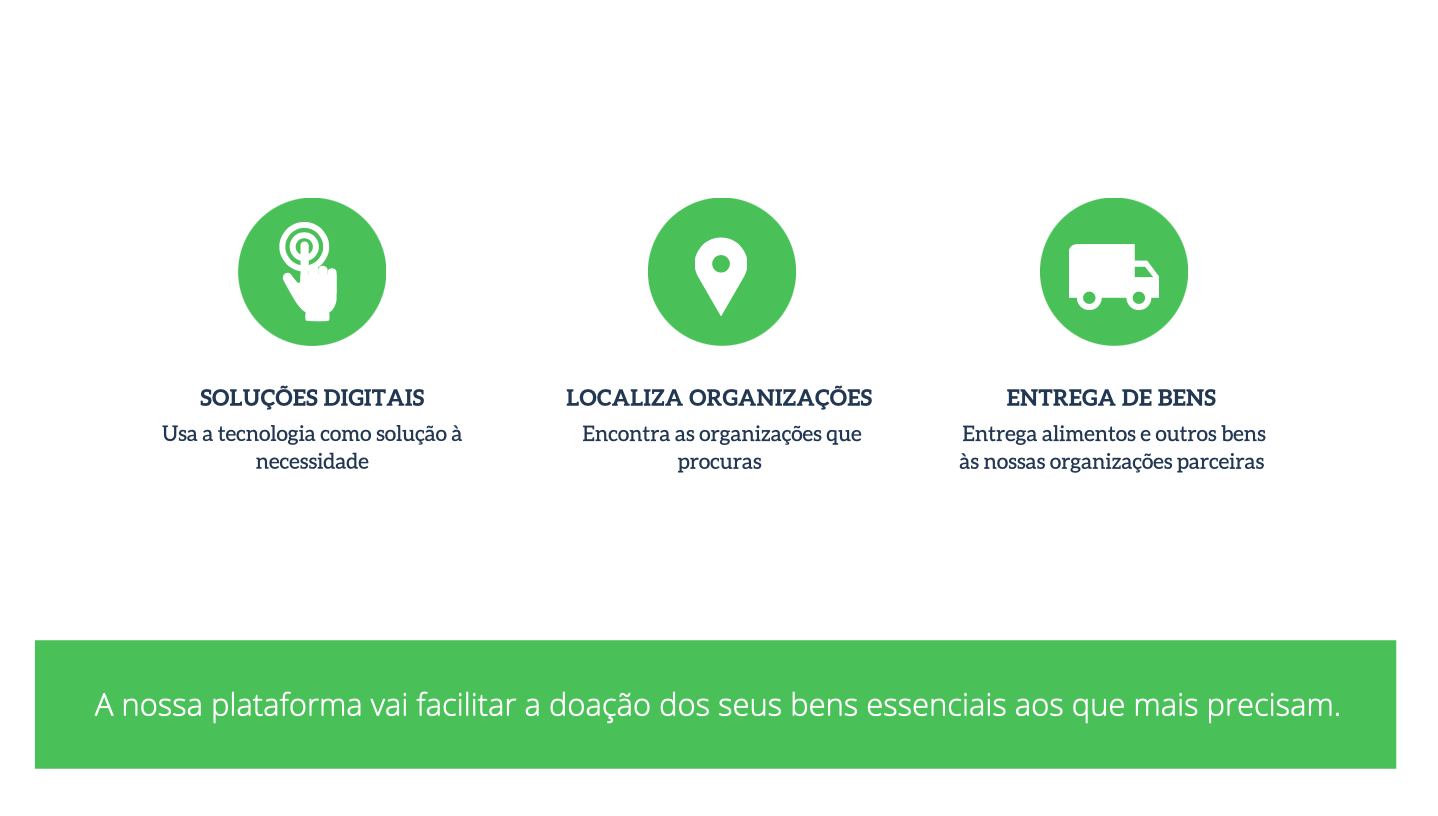 SOLUÇÕES DIGITAIS
Usa a tecnologia como solução à
necessidade
LOCALIZA ORGANIZAÇÕES
Encontra as organizações que
procuras
ENTREGA DE BENS
Entrega alimentos e outros bens
às nossas organizações parceiras
A nossa plataforma vai facilitar a doação dos seus bens essenciais aos que mais precisam.